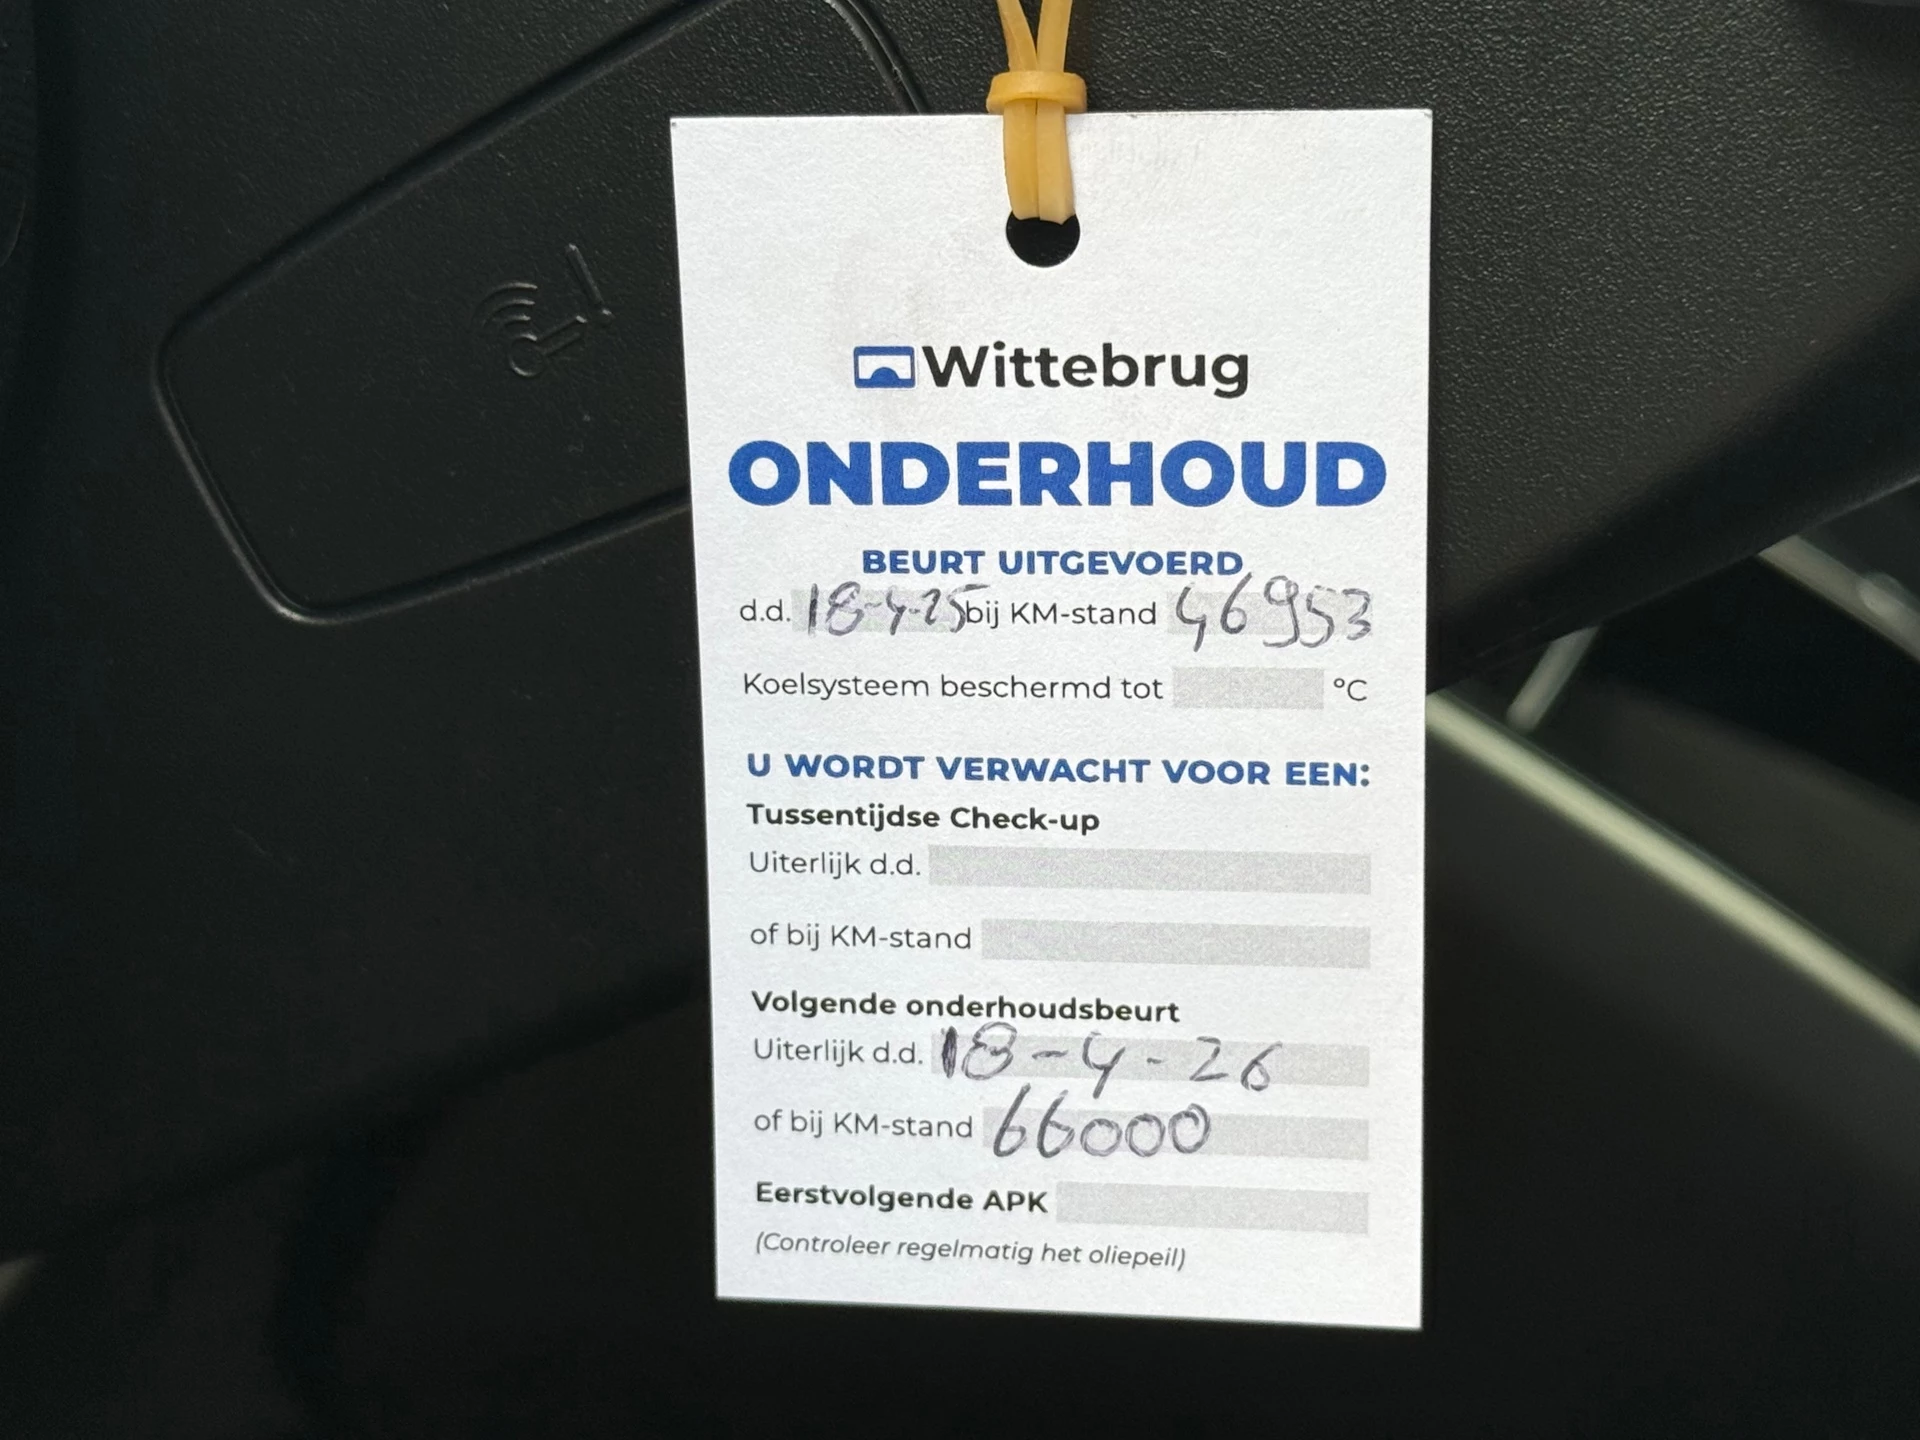 Wittebrug
ONDERHOUD
BEURT UITGEVOERD
d.d. 18-4-25 bij KM-stand 46953
Koelsysteem beschermd tot °C
U WORDT VERWACHT VOOR EEN:
Tussentijdse Check-up
Uiterlijk d.d.
of bij KM-stand
Volgende onderhoudsbeurt
Uiterlijk d.d. 18-4-26
of bij KM-stand 66000
Eerstvolgende APK
(Controleer regelmatig het oliepeil)